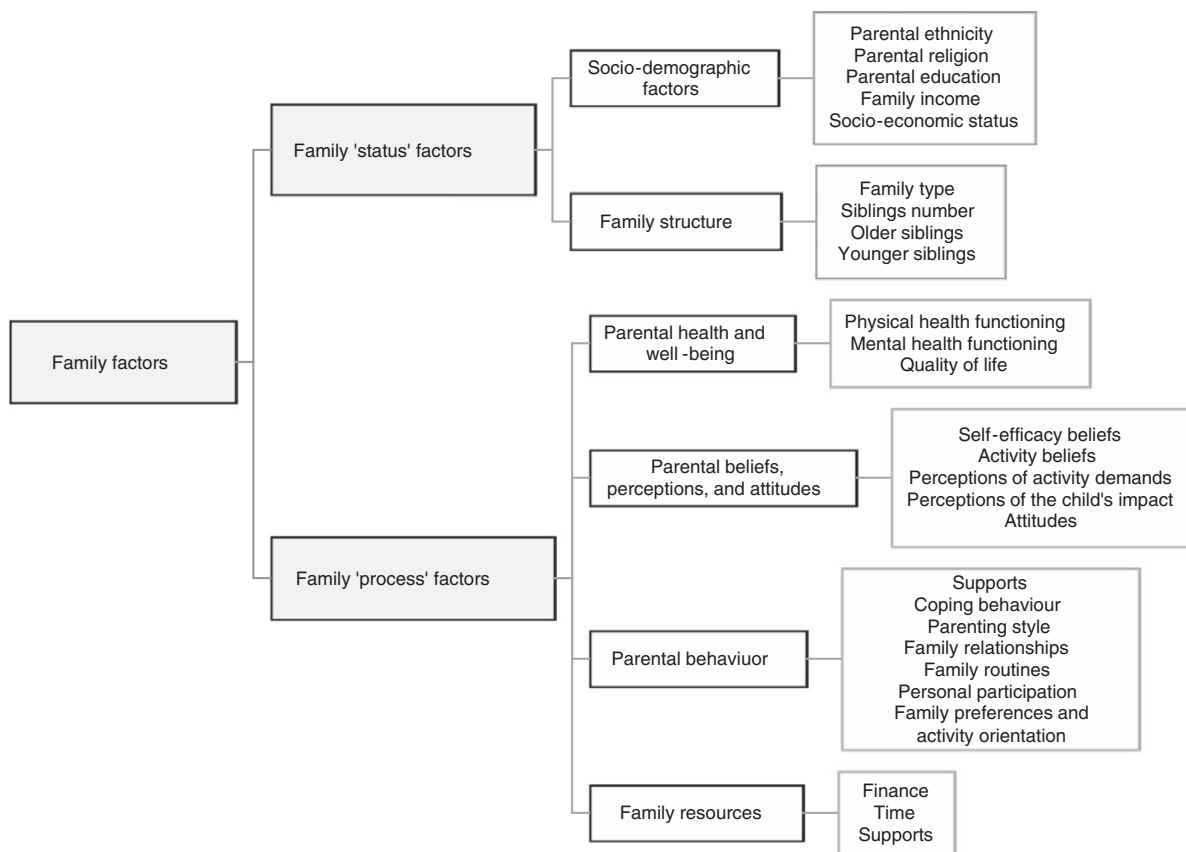 Family factors
Family 'status' factors
Socio-demographic
factors
Parental ethnicity
Parental religion
Parental education
Family income
Socio-economic status
Family structure
Family type
Siblings number
Older siblings
Younger siblings
Family 'process' factors
Parental health and
well -being
Physical health functioning
Mental health functioning
Quality of life
Parental beliefs,
perceptions, and attitudes
Self-efficacy beliefs
Activity beliefs
Perceptions of activity demands
Perceptions of the child's impact
Attitudes
Parental behaviuor
Supports
Coping behaviour
Parenting style
Family relationships
Family routines
Personal participation
Family preferences and
activity orientation
Family resources
Finance
Time
Supports